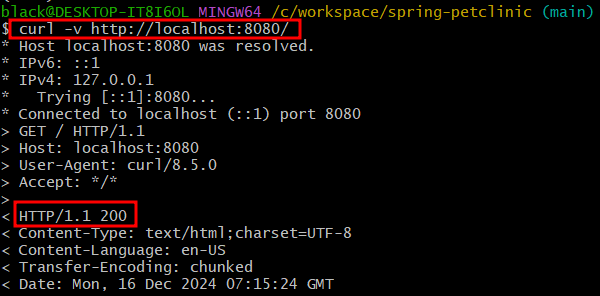 black@DESKTOP-IT8I6OL MINGW64 /c/workspace/spring-petclinic (main)
$ curl -v http://localhost:8080/
* Host localhost:8080 was resolved.
* IPv6: ::1
* IPv4: 127.0.0.1
*   Trying [::1]:8080...
* Connected to localhost (::1) port 8080
> GET / HTTP/1.1
> Host: localhost:8080
> User-Agent: curl/8.5.0
> Accept: */*
>
< HTTP/1.1 200
< Content-Type: text/html;charset=UTF-8
< Content-Language: en-US
< Transfer-Encoding: chunked
< Date: Mon, 16 Dec 2024 07:15:24 GMT